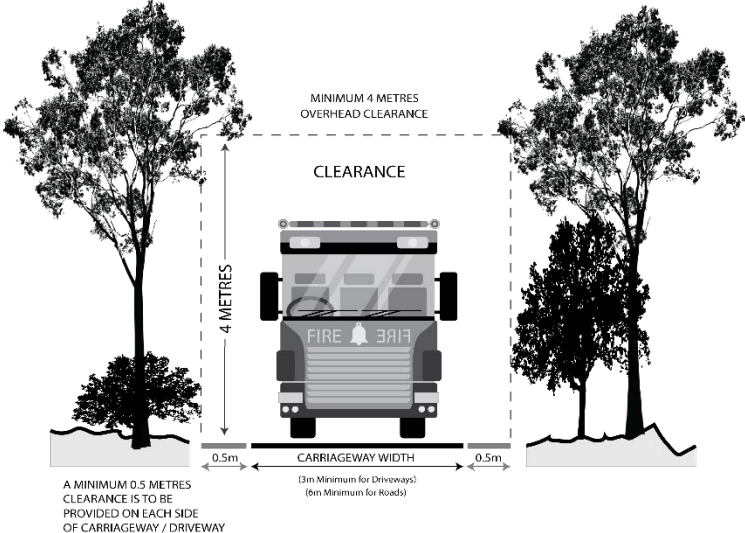 MINIMUM 4 METRES
OVERHEAD CLEARANCE
CLEARANCE
4 METRES
FIRE FIRE
0.5m CARRIAGEWAY WIDTH 0.5m
(3m Minimum for Driveways)
(6m Minimum for Roads)
A MINIMUM 0.5 METRES
CLEARANCE IS TO BE
PROVIDED ON EACH SIDE
OF CARRIAGEWAY / DRIVEWAY